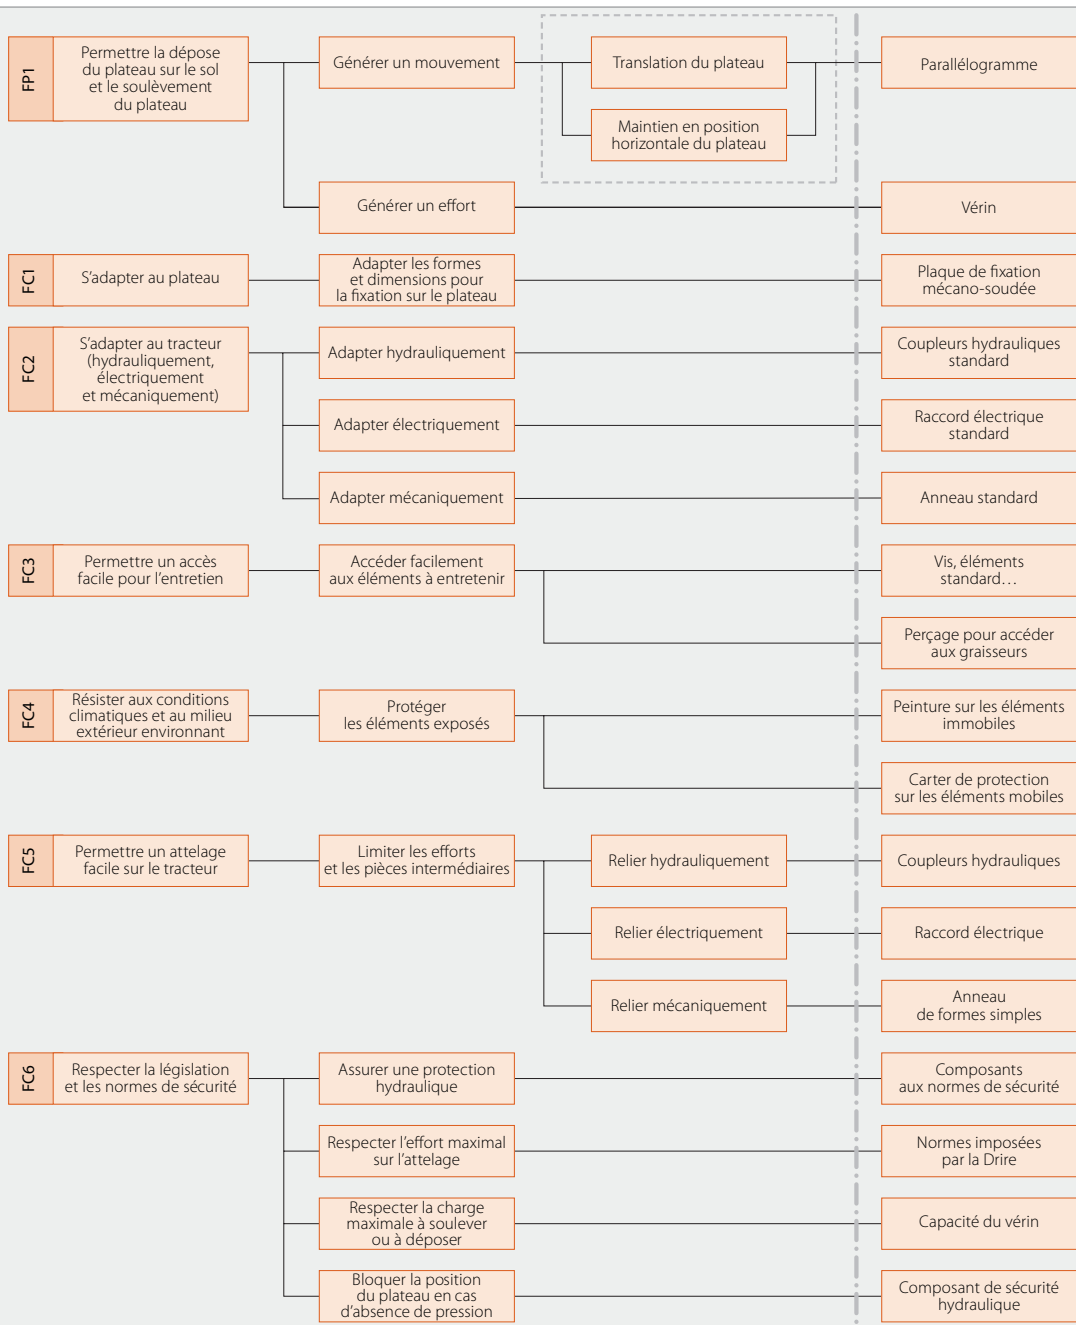 FP1
Permettre la dépose
du plateau sur le sol
et le soulèvement
du plateau
Générer un mouvement
Translation du plateau
Parallélogramme
Maintien en position
horizontale du plateau
Générer un effort
Vérin
FC1
S’adapter au plateau
Adapter les formes
et dimensions pour
la fixation sur le plateau
Plaque de fixation
mécano-soudée
FC2
S’adapter au tracteur
(hydrauliquement,
électriquement
et mécaniquement)
Adapter hydrauliquement
Coupleurs hydrauliques
standard
Adapter électriquement
Raccord électrique
standard
Adapter mécaniquement
Anneau standard
FC3
Permettre un accès
facile pour l’entretien
Accéder facilement
aux éléments à entretenir
Vis, éléments
standard…
Perçage pour accéder
aux graisseurs
FC4
Résister aux conditions
climatiques et au milieu
extérieur environnant
Protéger
les éléments exposés
Peinture sur les éléments
immobiles
Carter de protection
sur les éléments mobiles
FC5
Permettre un attelage
facile sur le tracteur
Limiter les efforts
et les pièces intermédiaires
Relier hydrauliquement
Coupleurs hydrauliques
Relier électriquement
Raccord électrique
Relier mécaniquement
Anneau
de formes simples
FC6
Respecter la législation
et les normes de sécurité
Assurer une protection
hydraulique
Composants
aux normes de sécurité
Respecter l’effort maximal
sur l’attelage
Normes imposées
par la Drire
Respecter la charge
maximale à soulever
ou à déposer
Capacité du vérin
Bloquer la position
du plateau en cas
d’absence de pression
Composant de sécurité
hydraulique